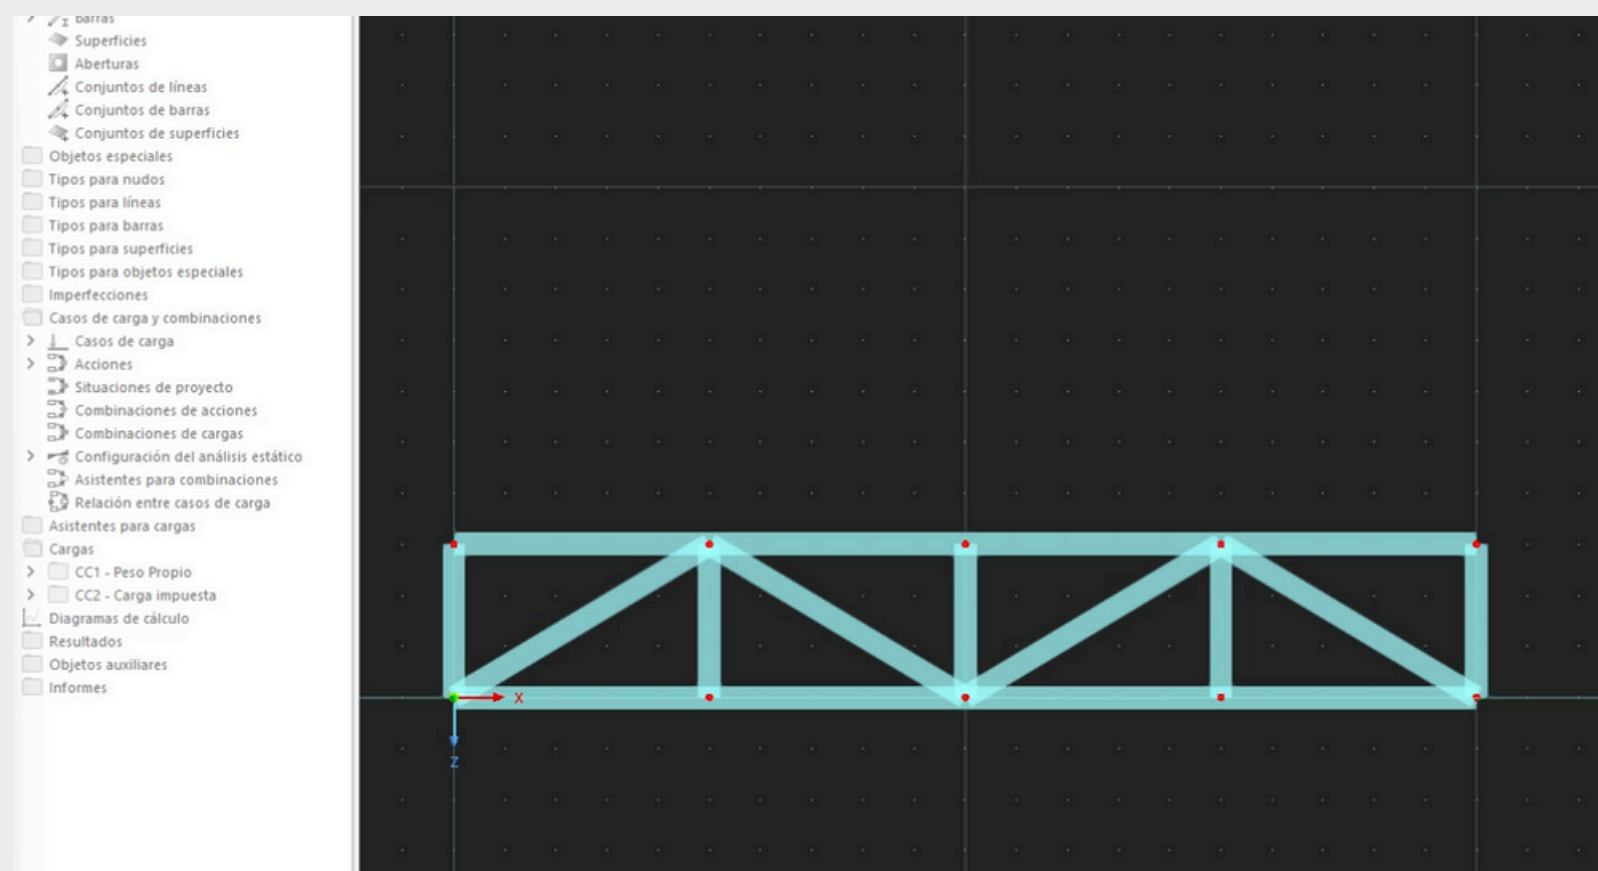 Barras
Superficies
Aberturas
Conjuntos de líneas
Conjuntos de barras
Conjuntos de superficies
Objetos especiales
Tipos para nudos
Tipos para líneas
Tipos para barras
Tipos para superficies
Tipos para objetos especiales
Imperfecciones
Casos de carga y combinaciones
Casos de carga
Acciones
Situaciones de proyecto
Combinaciones de acciones
Combinaciones de cargas
Configuración del análisis estático
Asistentes para combinaciones
Relación entre casos de carga
Asistentes para cargas
Cargas
CC1 - Peso Propio
CC2 - Carga impuesta
Diagramas de cálculo
Resultados
Objetos auxiliares
Informes
X
Z